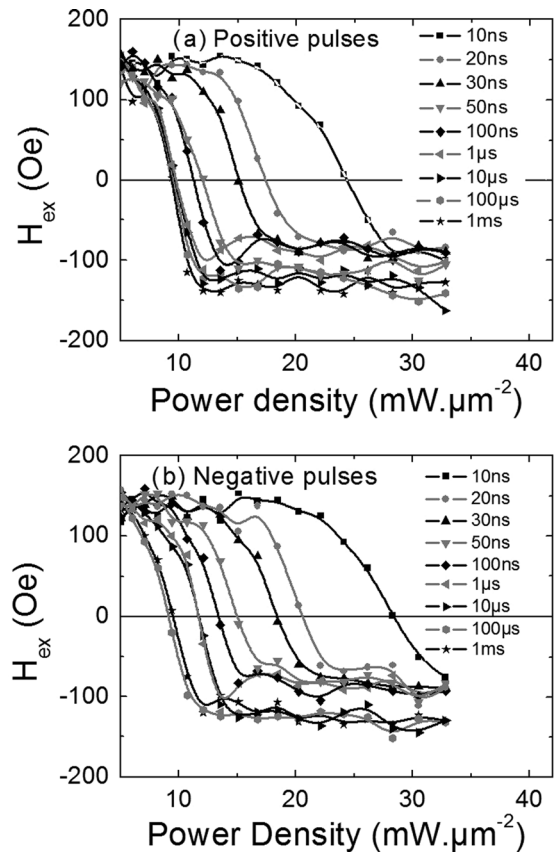 (a) Positive pulses
200
100
0
-100
-200
10
20
30
40
H_ex (Oe)
Power density (mW.µm⁻²)
10ns
20ns
30ns
50ns
100ns
1µs
10µs
100µs
1ms
(b) Negative pulses
200
100
0
-100
-200
10
20
30
40
H_ex (Oe)
Power Density (mW.µm⁻²)
10ns
20ns
30ns
50ns
100ns
1µs
10µs
100µs
1ms